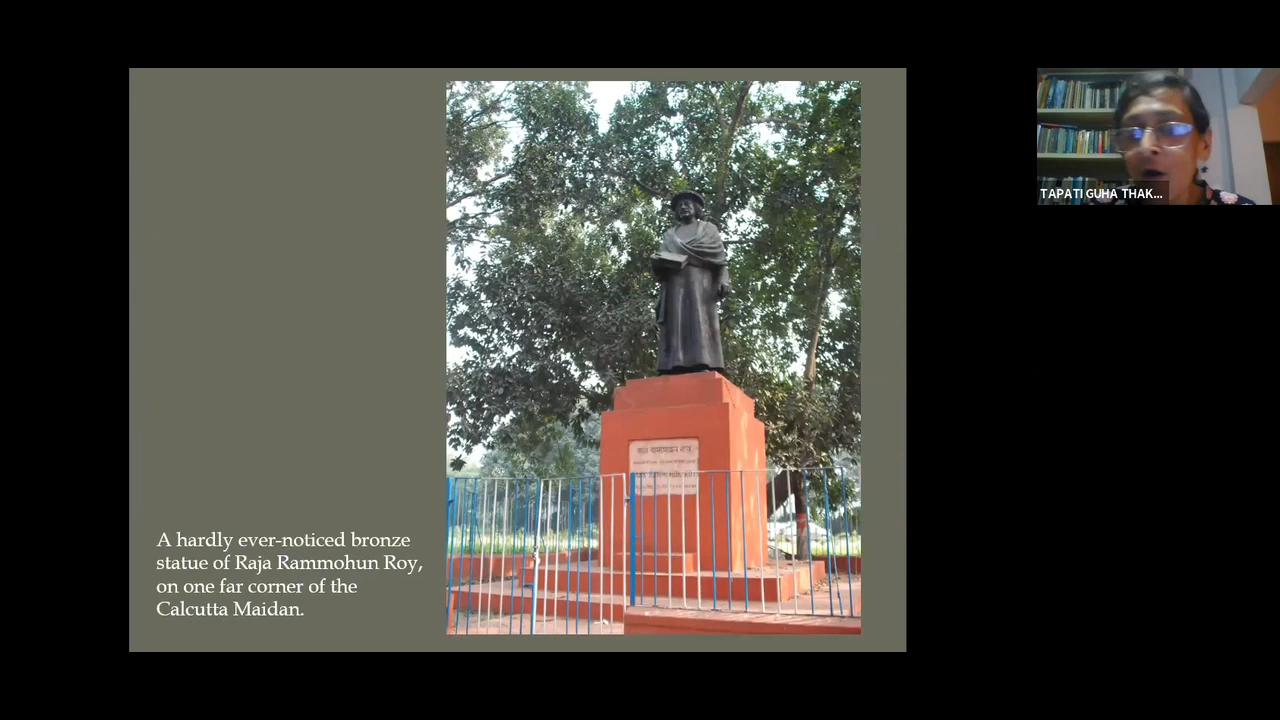 A hardly ever-noticed bronze
statue of Raja Rammohun Roy,
on one far corner of the
Calcutta Maidan.
TAPATI GUHA THAK...